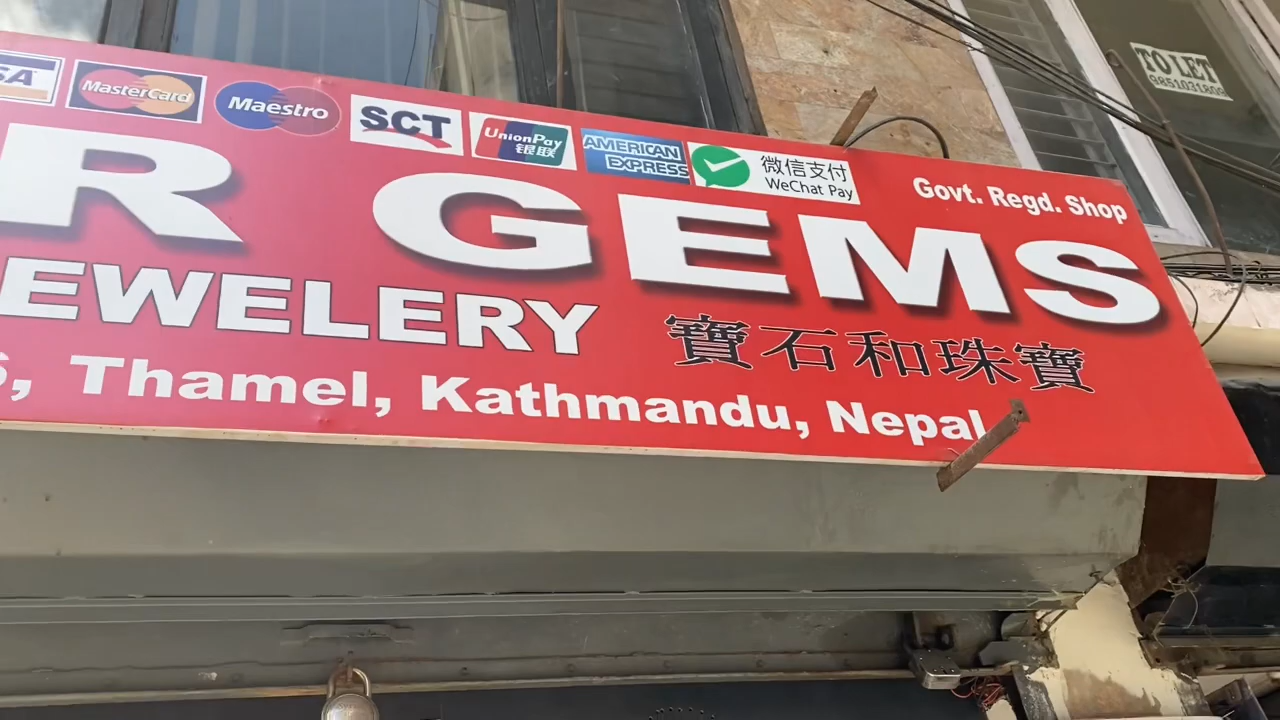 SA MasterCard Maestro SCT UnionPay 银联 AMERICAN EXPRESS 微信支付 WeChat Pay
Govt. Regd. Shop
R GEMS
EWELERY 寶石和珠寶
, Thamel, Kathmandu, Nepal
TO LET
9851031808